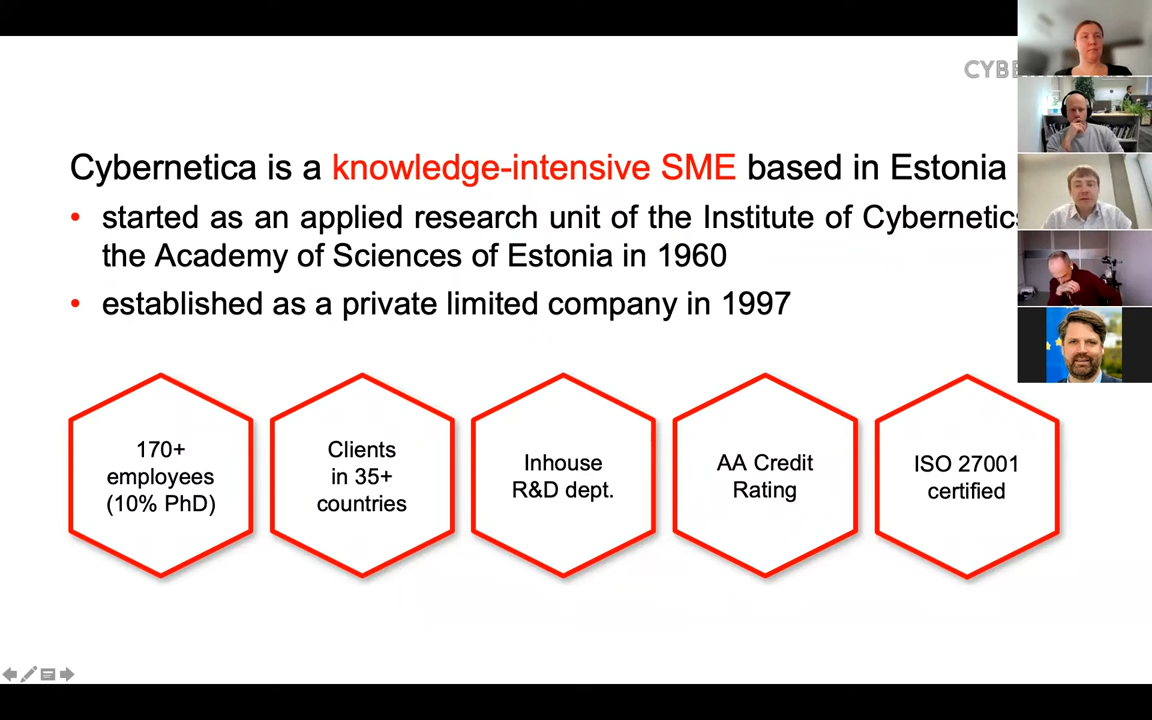 CYBE
Cybernetica is a knowledge-intensive SME based in Estonia
• started as an applied research unit of the Institute of Cybernetics
the Academy of Sciences of Estonia in 1960
• established as a private limited company in 1997
170+
employees
(10% PhD)
Clients
in 35+
countries
Inhouse
R&D dept.
AA Credit
Rating
ISO 27001
certified